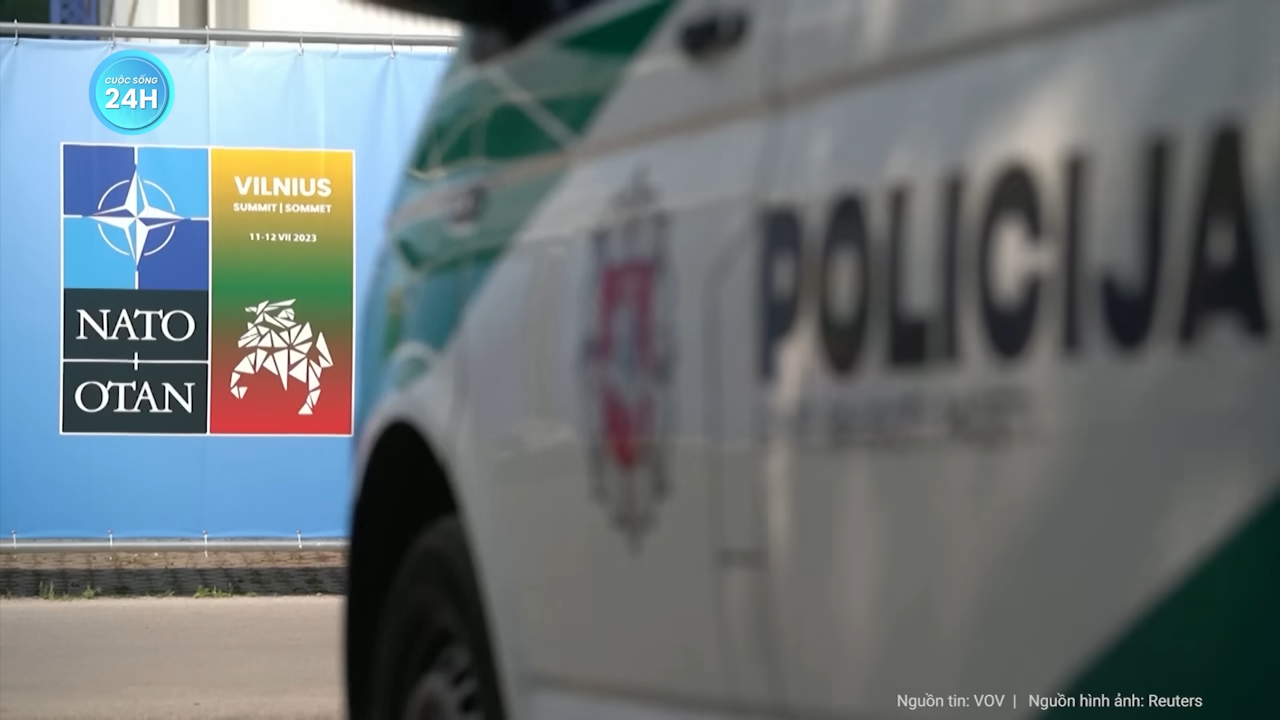 CUỘC SỐNG
24H
VILNIUS
SUMMIT | SOMMET
11-12 VII 2023
NATO
OTAN
POLICIJA
Nguồn tin: VOV | Nguồn hình ảnh: Reuters